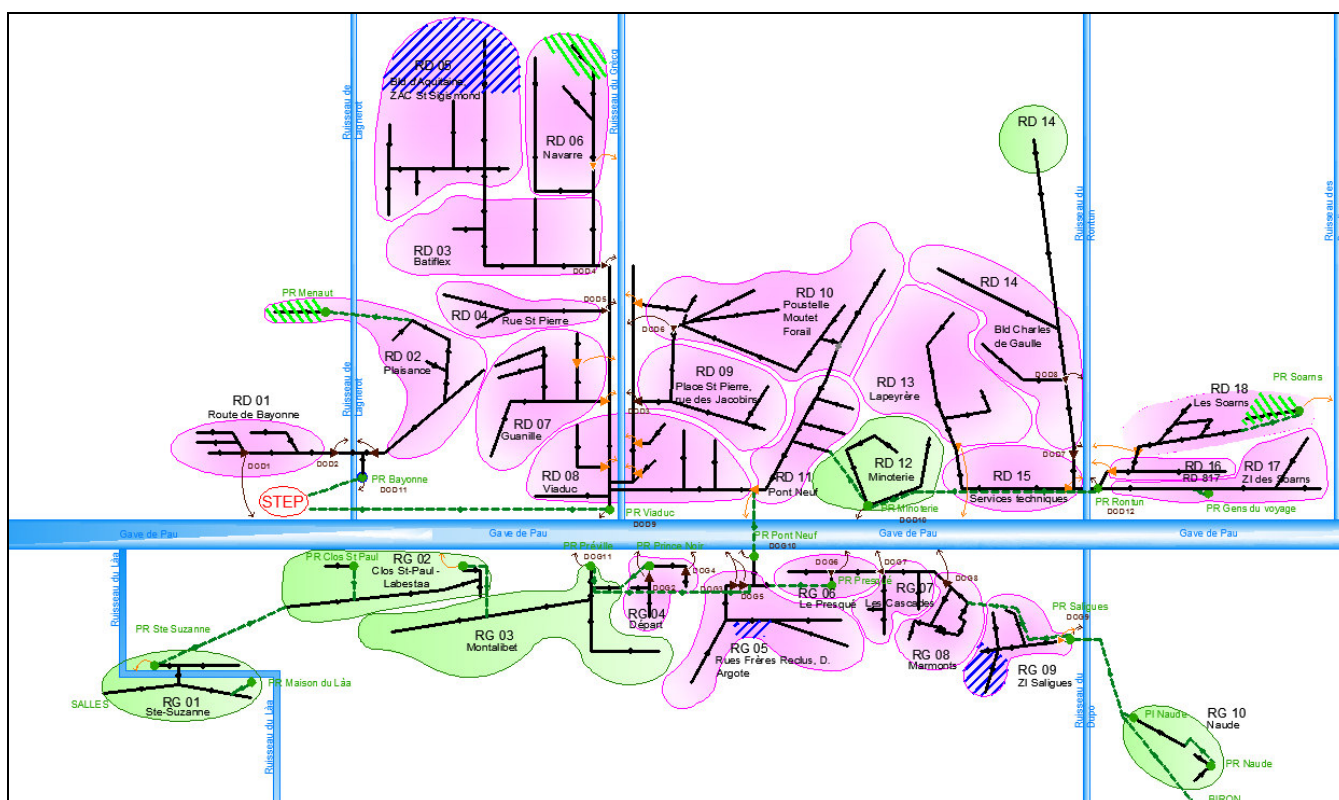 Ruisseau de
Lagnerot
RD 05
Bld d'Aquitaine,
ZAC St Sigismond
Ruisseau du Grécq
RD 06
Navarre
RD 14
Ruisseau du
Rontun
Ruisseau des
RD 03
Batiflex
DOD4
PR Menaut
DOD5
RD 04
Rue St Pierre
RD 10
Poustelle
Moutet
Forail
DOD6
RD 14
Bld Charles
de Gaulle
DOD8
Ruisseau de
Lagnerot
RD 02
Plaisance
RD 09
Place St Pierre,
rue des Jacobins
RD 13
Lapeyrère
PR Soarns
RD 18
Les Soarns
RD 01
Route de Bayonne
DOD3
RD 07
Guanille
DOD1
DOD2
RD 08
Viaduc
RD 11
Pont Neuf
RD 12
Minoterie
DOD7
RD 15
Services techniques
RD 16
RD 817
RD 17
ZI des Soarns
PR Bayonne
DOD11
STEP
PR Viaduc
DOD9
PR Minoterie
DOD10
PR Rontun
DOD12
PR Gens du voyage
Gave de Pau
Gave de Pau
Gave de Pau
Gave de Pau
Ruisseau du Lâa
PR Clos St Paul
RG 02
Clos St-Paul -
Labestaa
PR Préville
DOG11
PR Prince Noir
DOG4
PR Pont Neuf
DOG10
DOG6
DOG7
DOG8
DOG2
DOG3
DOG5
PR Presqué
RG 06
Le Presqué
RG 07
Les Cascades
RG 04
Départ
RG 03
Montalibet
PR Saligues
DOG9
PR Ste Suzanne
RG 05
Rues Frères Reclus, D.
Argote
RG 08
Marmonts
RG 09
ZI Saligues
PR Maison du Lâa
SALLES
RG 01
Ste-Suzanne
Ruisseau du Lâa
Ruisseau du
Dopo
PI Naude
RG 10
Naude
PR Naude
BIRON